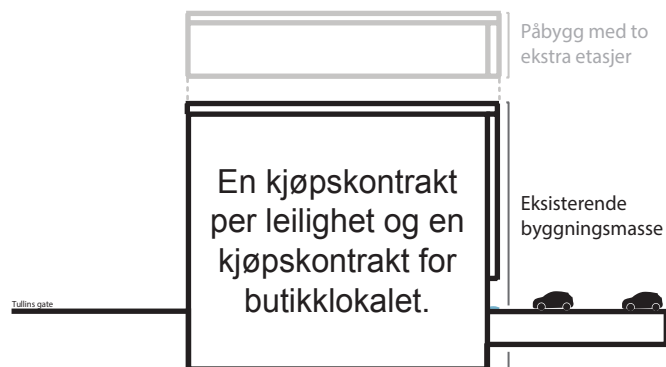 Påbygg med to
ekstra etasjer
En kjøpskontrakt
per leilighet og en
kjøpskontrakt for
butikklokalet.
Eksisterende
byggningsmasse
Tullins gate